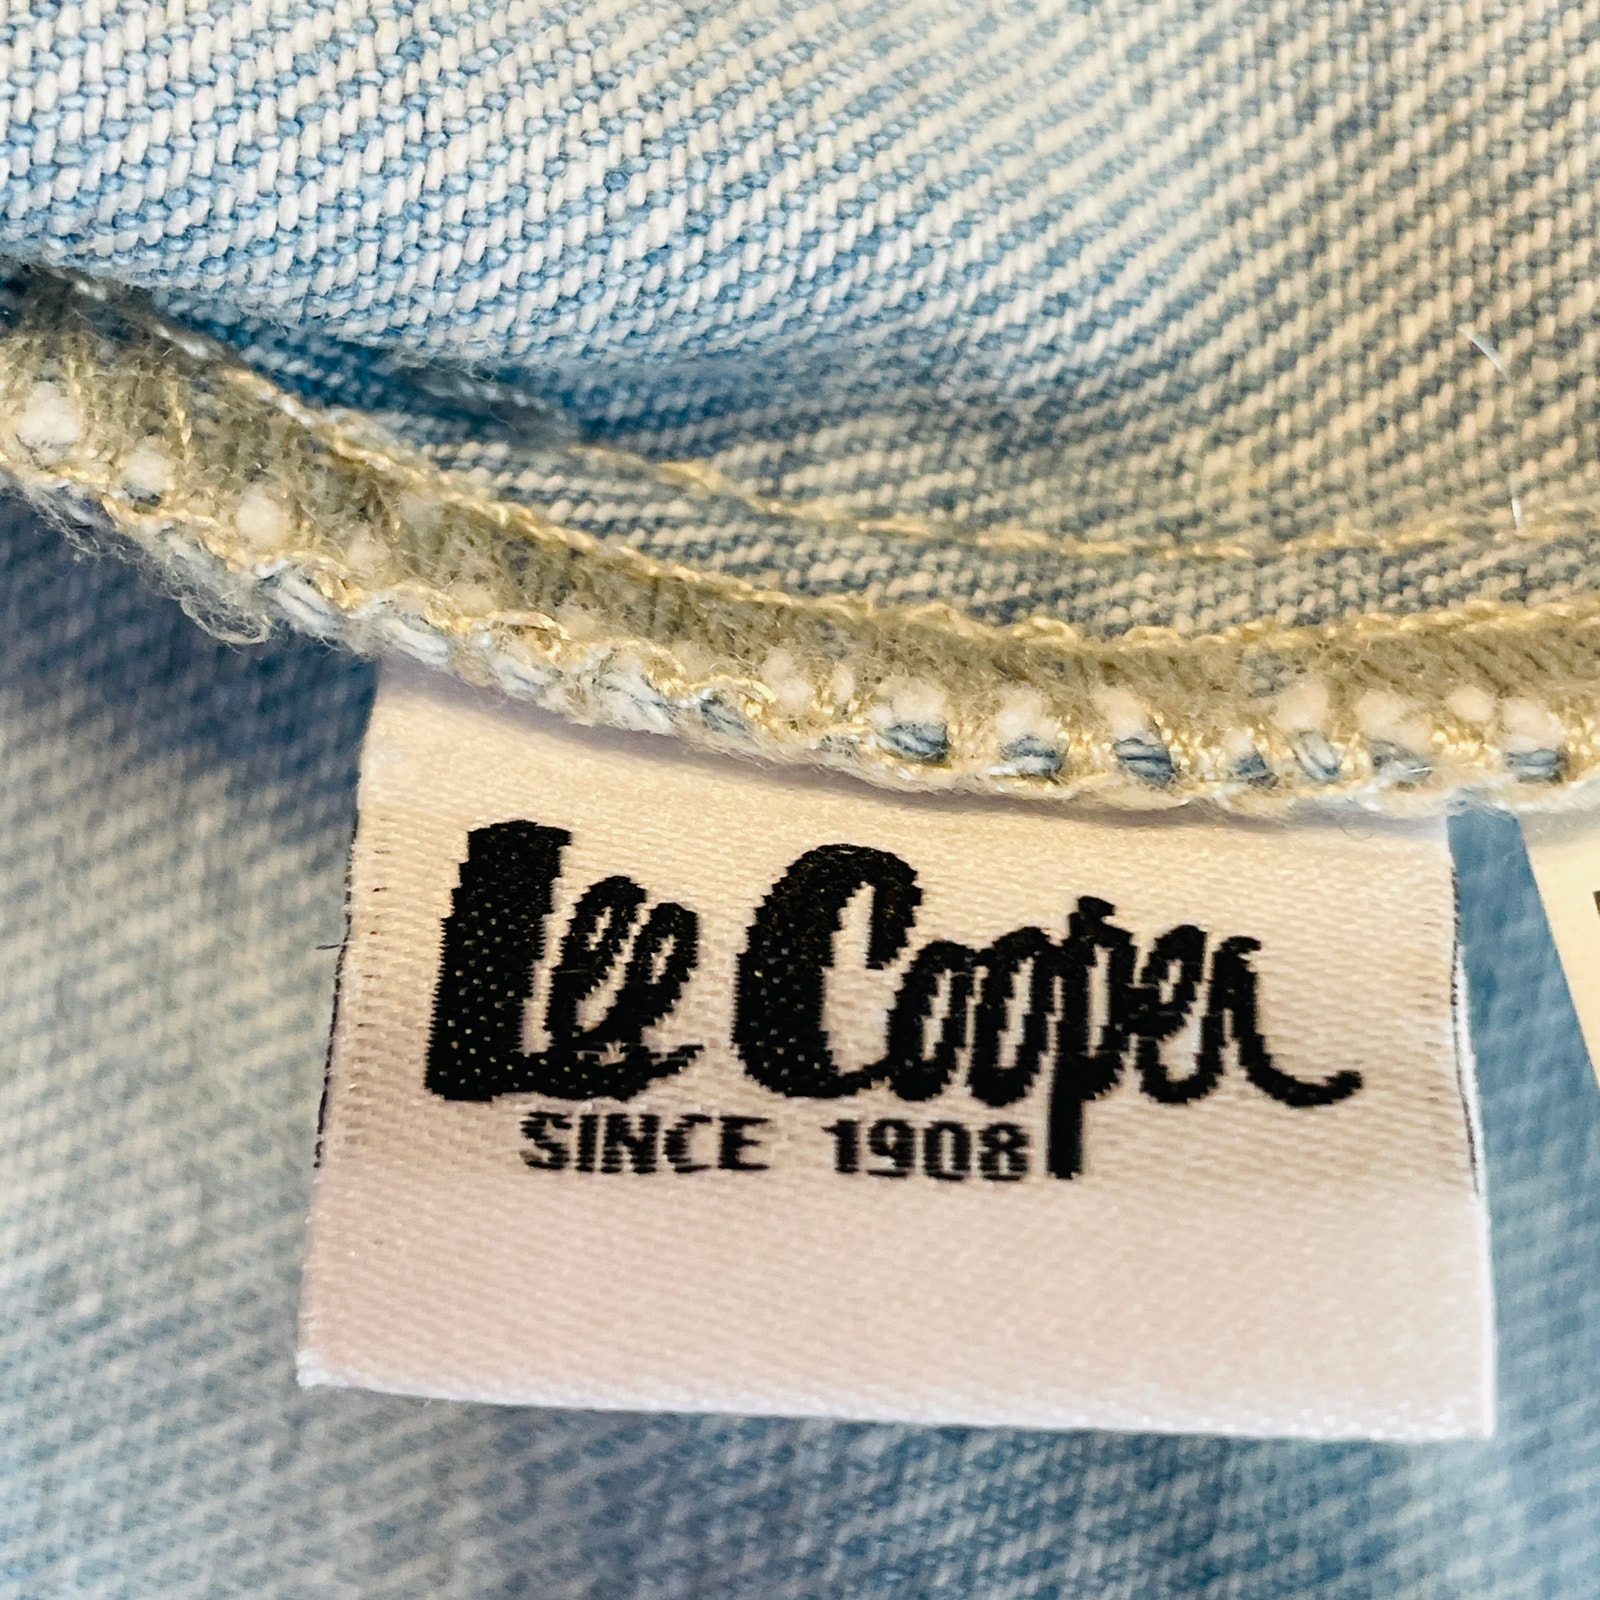 Lee Cooper
SINCE 1908